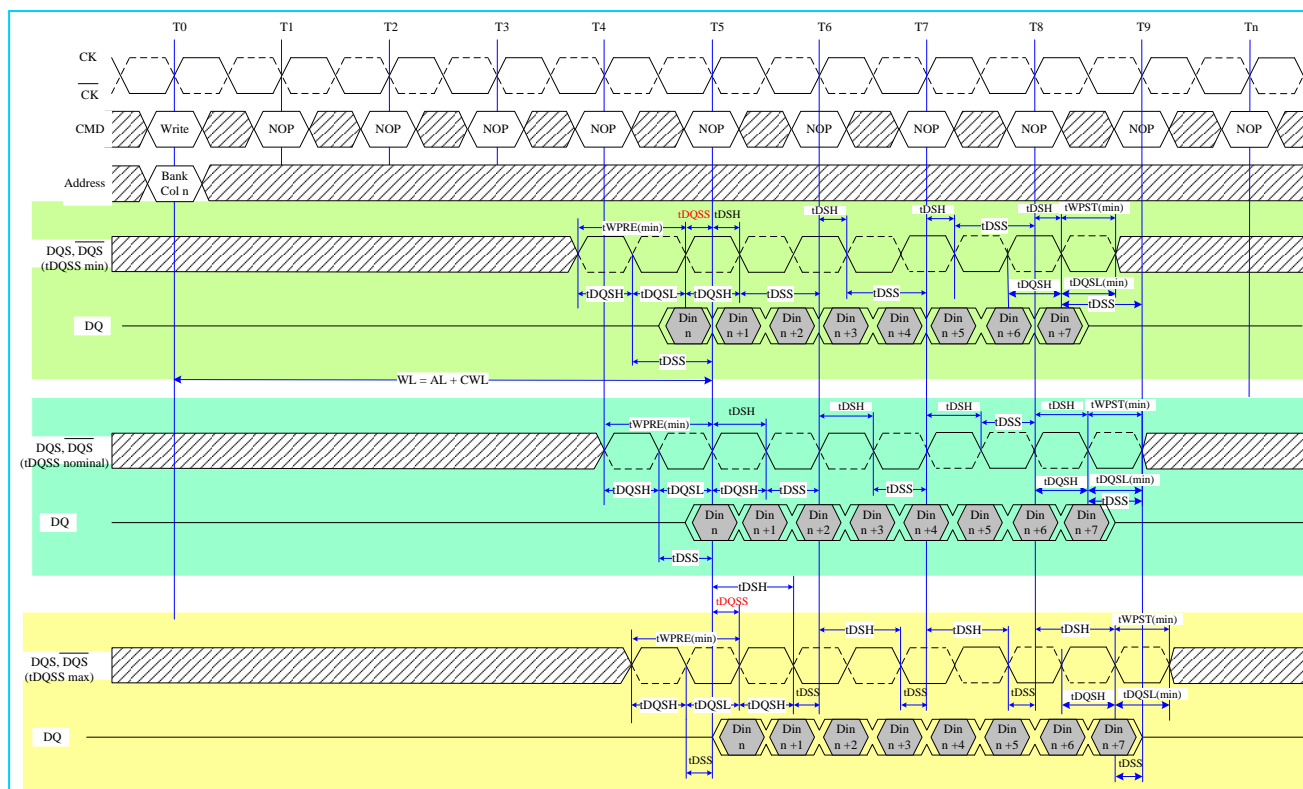 T0 T1 T2 T3 T4 T5 T6 T7 T8 T9 Tn
CK
CK
CMD Write NOP NOP NOP NOP NOP NOP NOP NOP NOP NOP
Address Bank
Col n
tDQSS tDSH tDSH tDSH tDSH tWPST(min)
tWPRE(min) tDSS
DQS, DQS
(tDQSS min)
tDQSH tDQSL tDQSH tDSS tDSS tDQSH tDQSL(min)
tDSS
DQ Din Din Din Din Din Din Din Din
n n +1 n +2 n +3 n +4 n +5 n +6 n +7
tDSS
WL = AL + CWL
tDSH tDSH tDSH tDSH tWPST(min)
tWPRE(min) tDSS
DQS, DQS
(tDQSS nominal)
tDQSH tDQSL tDQSH tDSS tDSS tDQSH tDQSL(min)
tDSS
DQ Din Din Din Din Din Din Din Din
n n +1 n +2 n +3 n +4 n +5 n +6 n +7
tDSS
tDSH
tDQSS
tWPRE(min) tDSH tDSH tDSH tWPST(min)
DQS, DQS
(tDQSS max)
tDQSH tDQSL tDQSH tDSS tDSS tDSS tDQSH tDQSL(min)
DQ Din Din Din Din Din Din Din Din
n n +1 n +2 n +3 n +4 n +5 n +6 n +7
tDSS tDSS